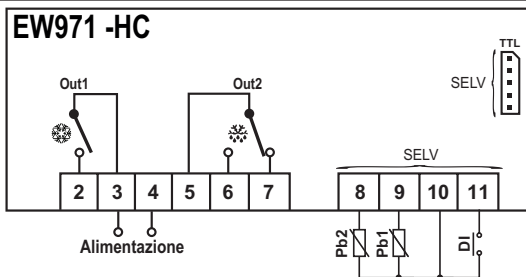 EW971 -HC
TTL
SELV
Out1
Out2
SELV
2 3 4 5 6 7 8 9 10 11
Alimentazione
Pb2
Pb1
DI